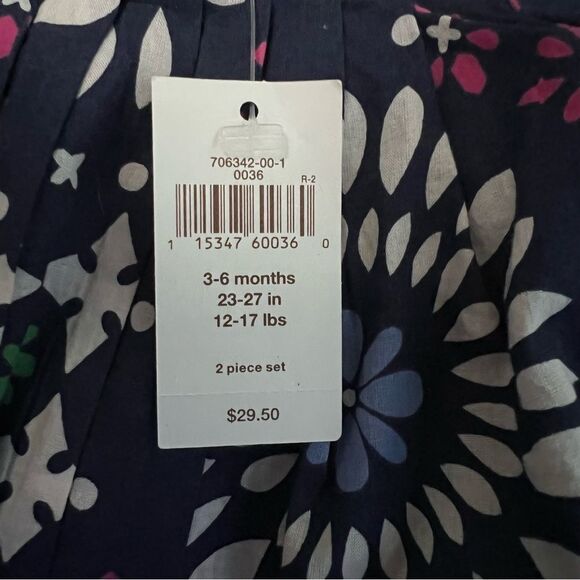 706342-00-1
0036
R-2
1 15347 60036 0
3-6 months
23-27 in
12-17 lbs
2 piece set
$29.50